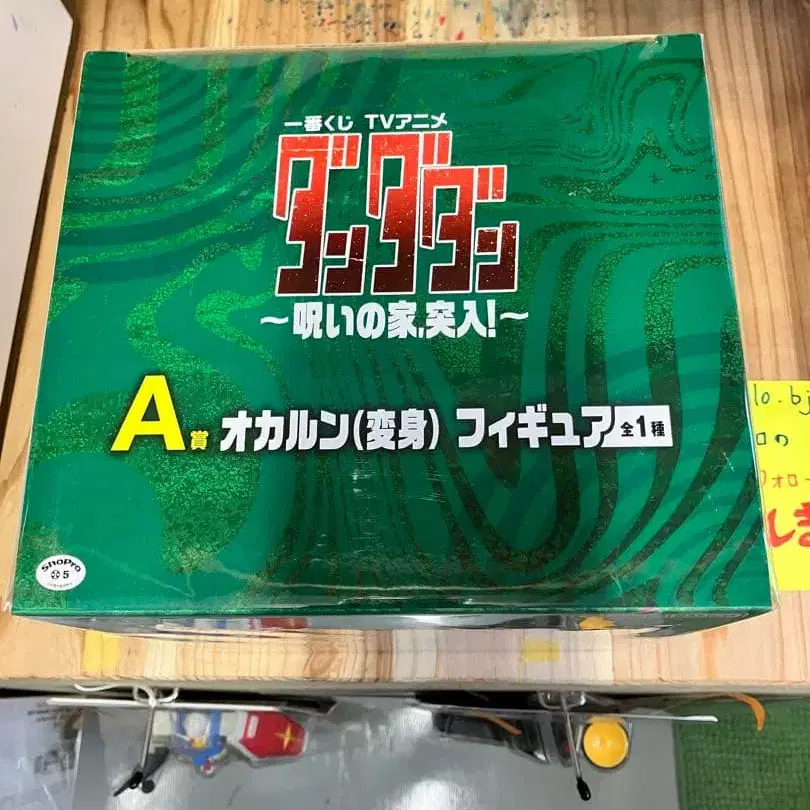 一番くじ TVアニメ
ダンダダン
～呪いの家、突入!～
A賞 オカルン(変身) フィギュア 全1種
ShoPro
5